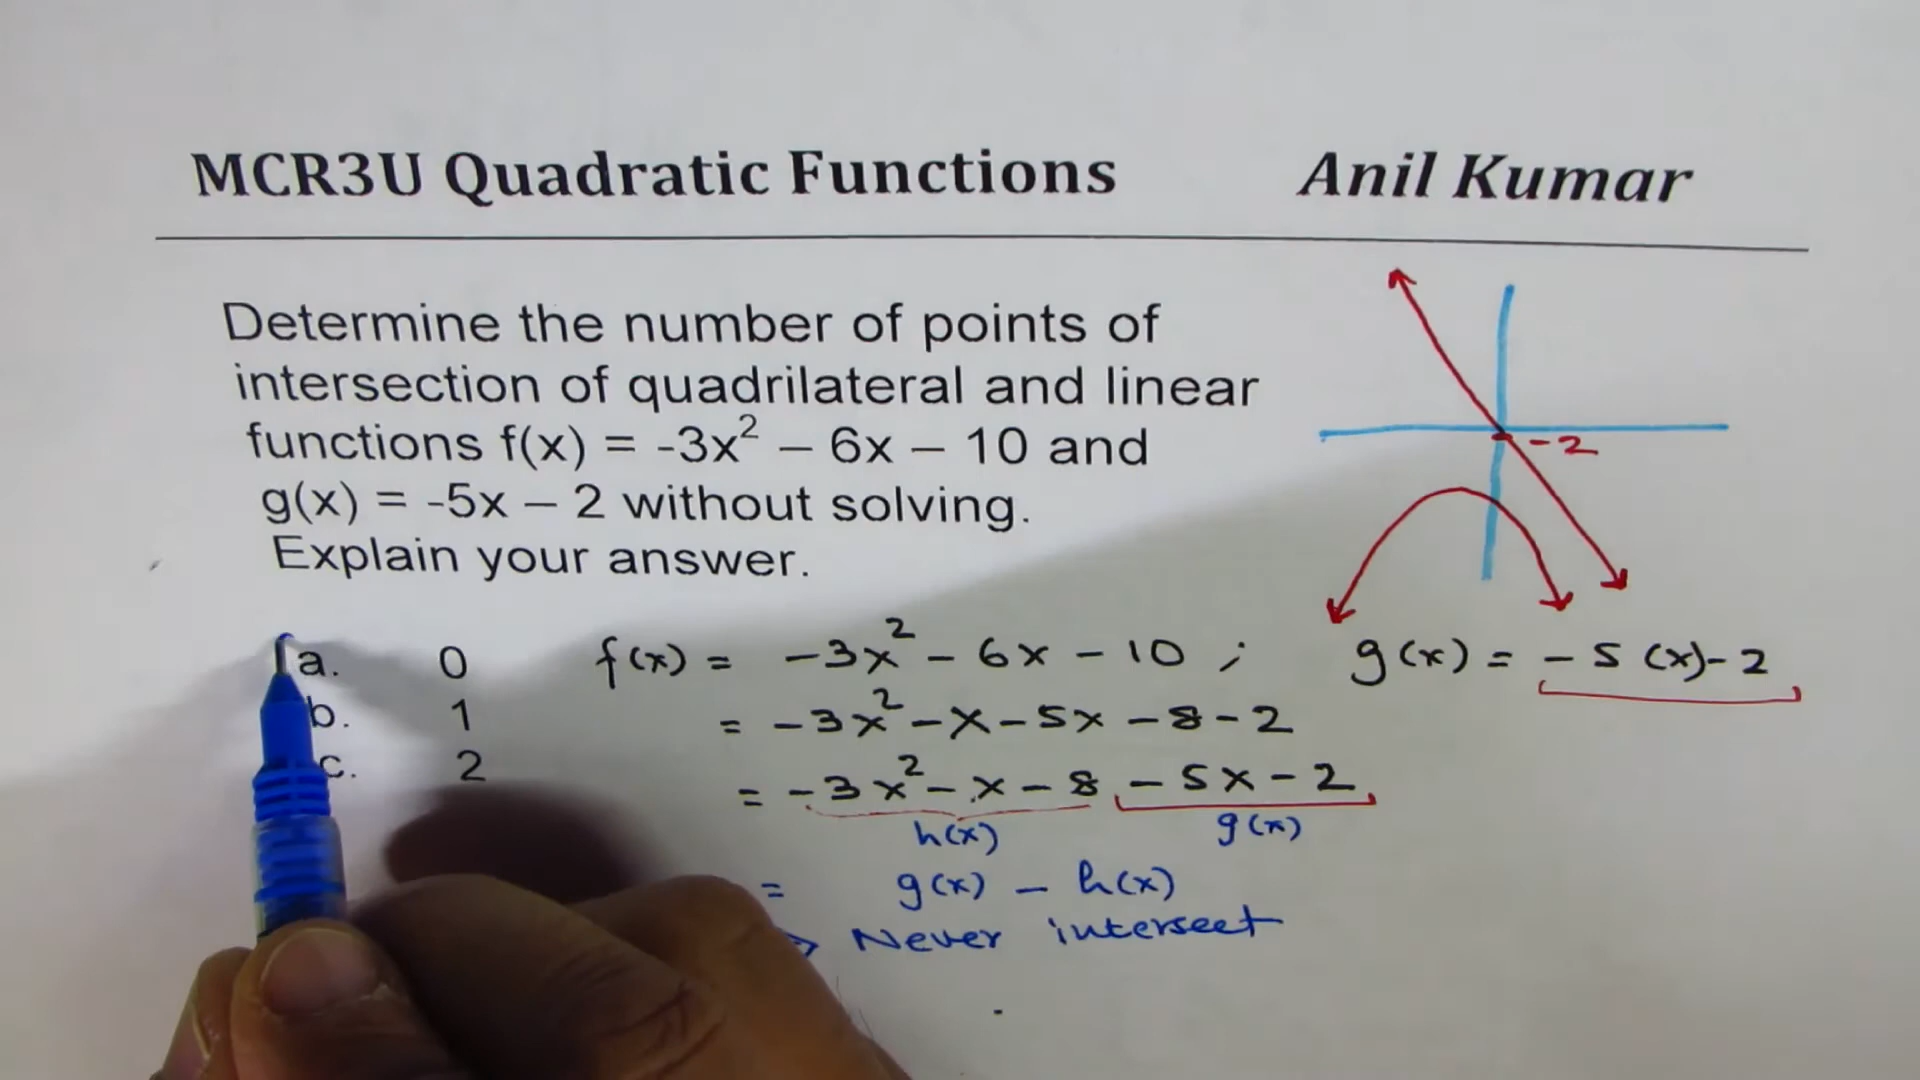 MCR3U Quadratic Functions Anil Kumar
Determine the number of points of
intersection of quadrilateral and linear
functions f(x) = -3x² – 6x – 10 and
g(x) = -5x – 2 without solving.
Explain your answer.
-2
a. 0
b. 1
c. 2
f(x) = -3x² - 6x - 10 ; g(x) = -5(x)-2
= -3x² - x - 5x - 8 - 2
= -3x² - x - 8 - 5x - 2
h(x) g(x)
= g(x) - h(x)
⇒ Never intersect